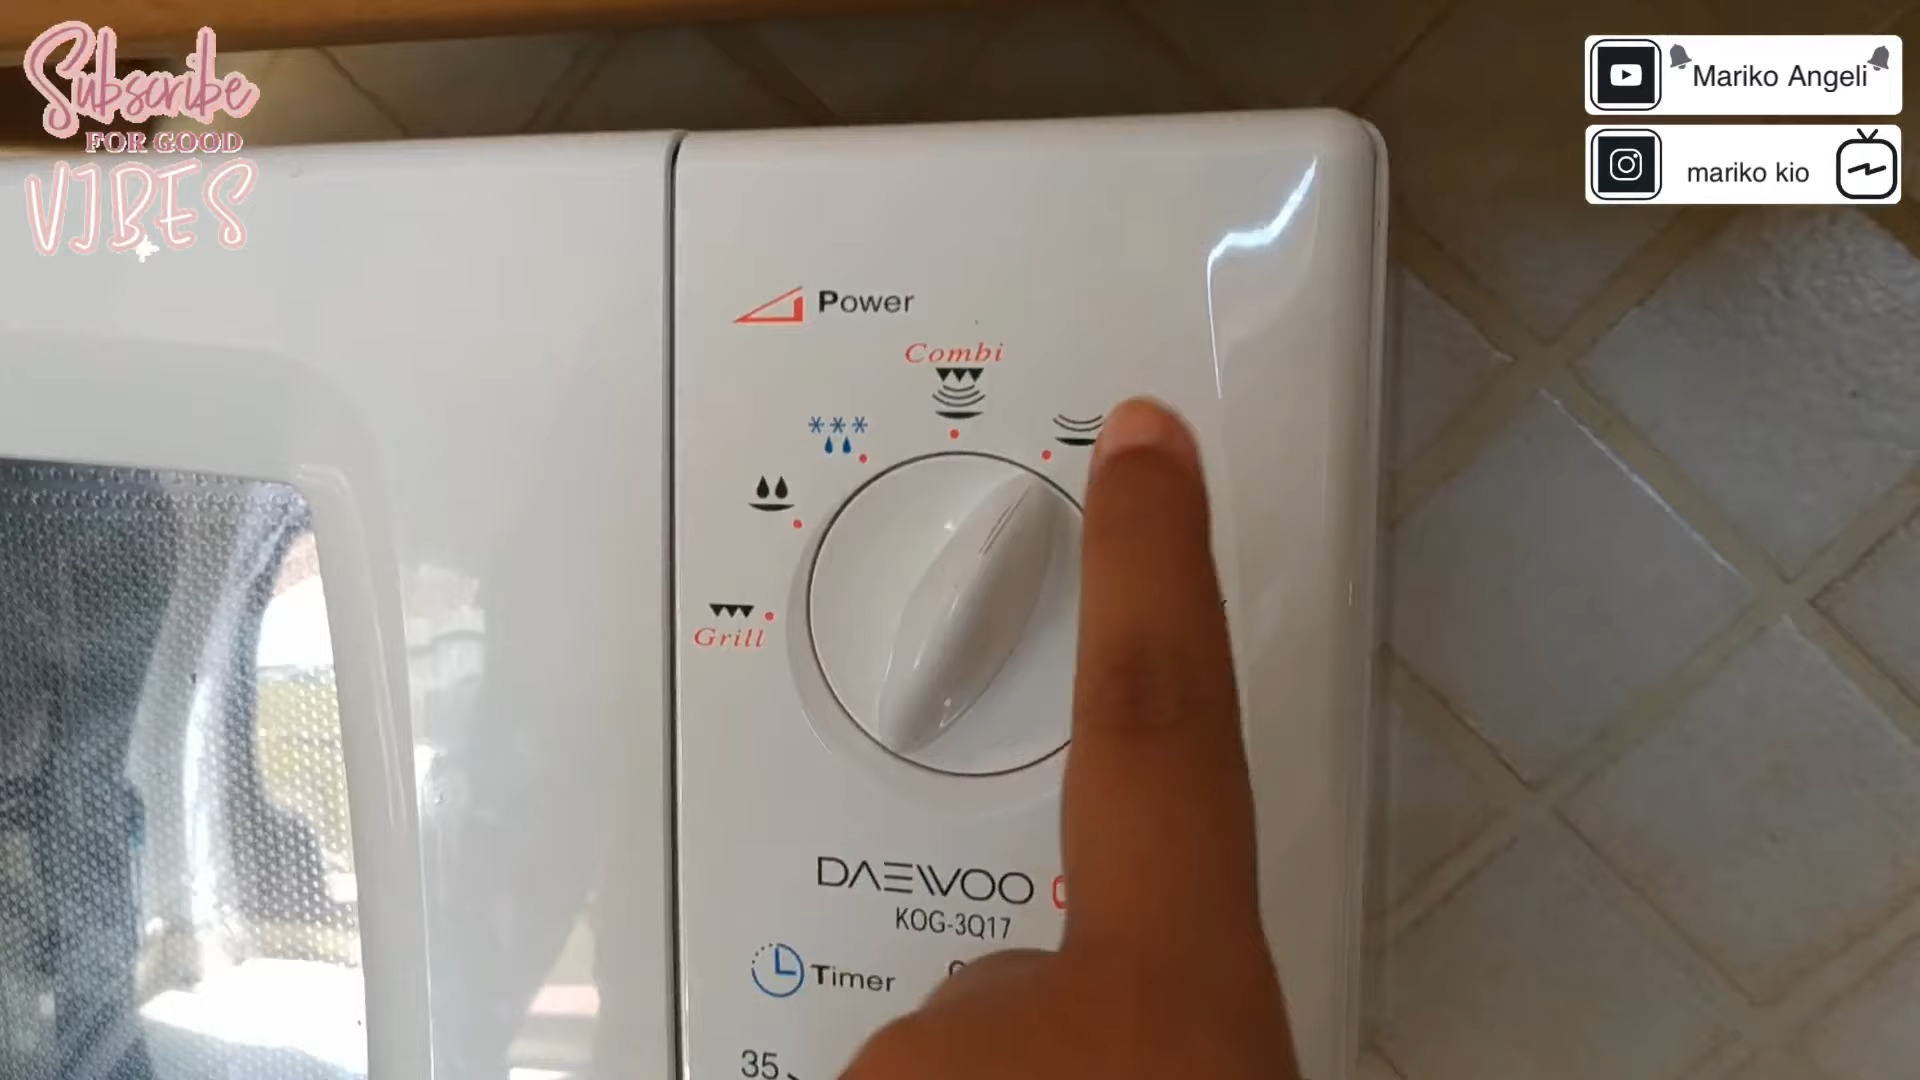 Subscribe
FOR GOOD
VIBES
Mariko Angeli
mariko kio
Power
Combi
Grill
DAEWOO
KOG-3Q17
Timer
35